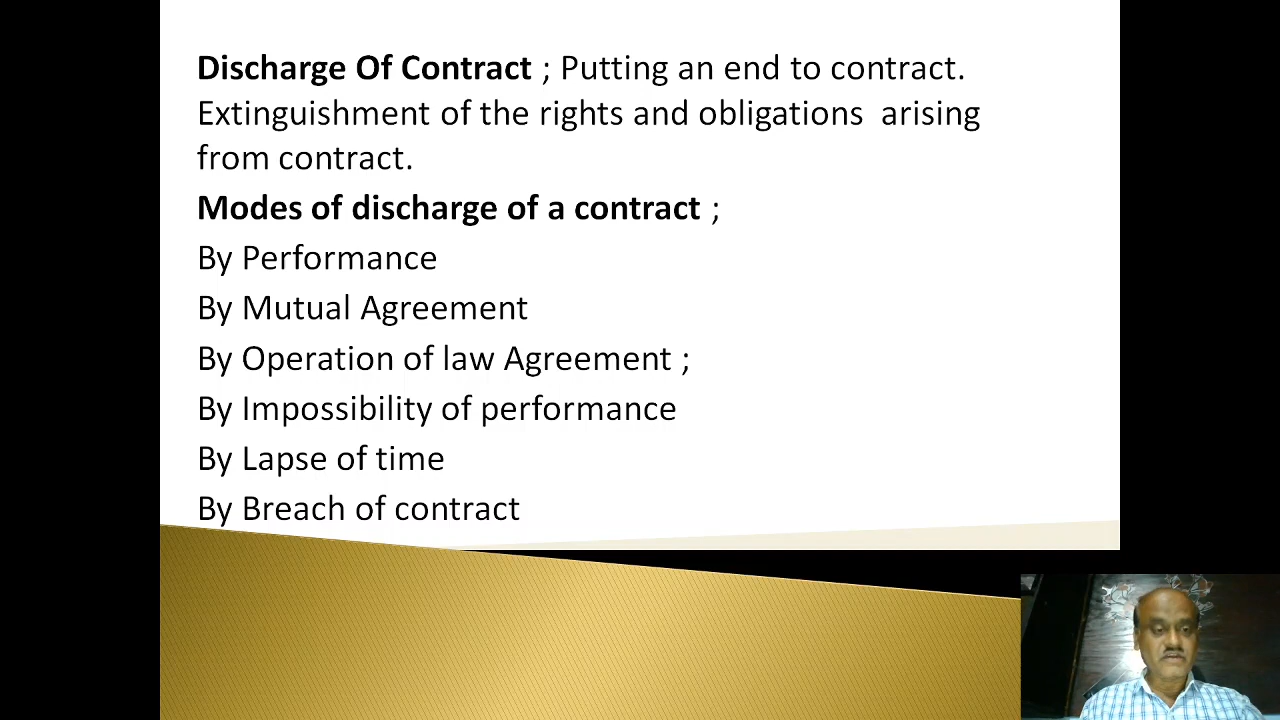 Discharge Of Contract ; Putting an end to contract.
Extinguishment of the rights and obligations  arising
from contract.
Modes of discharge of a contract ;
By Performance
By Mutual Agreement
By Operation of law Agreement ;
By Impossibility of performance
By Lapse of time
By Breach of contract